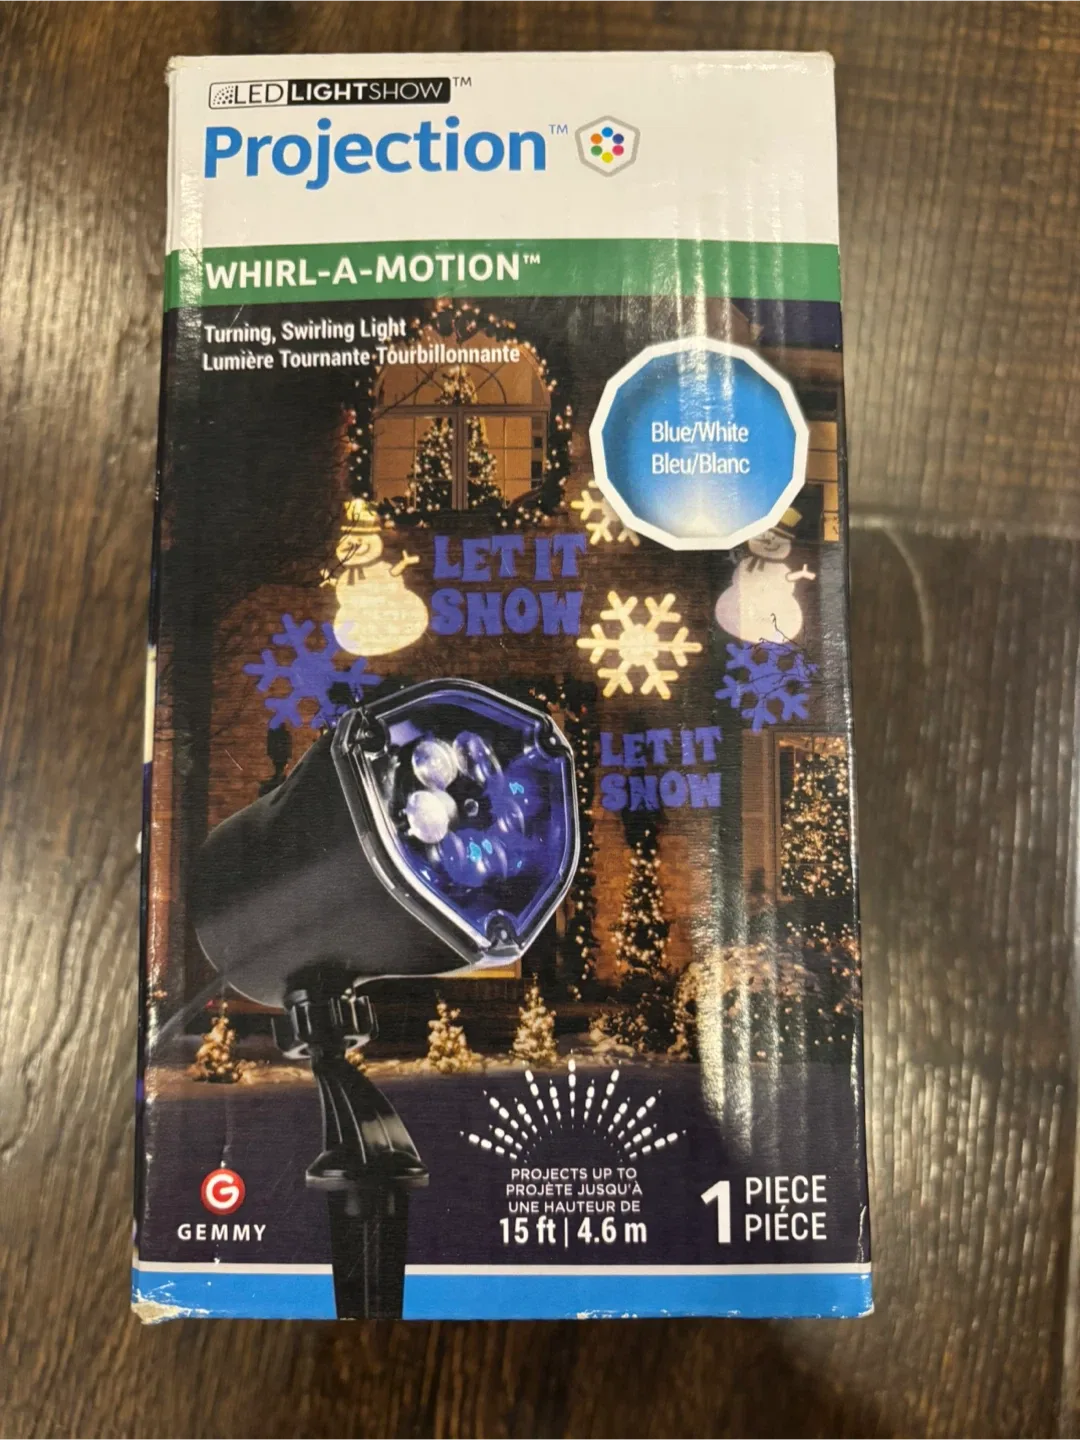 LED LIGHTSHOW™
Projection™
WHIRL-A-MOTION™
Turning, Swirling Light
Lumière Tournante Tourbillonnante
Blue/White
Bleu/Blanc
LET IT
SNOW
LET IT
SNOW
PROJECTS UP TO
PROJÈTE JUSQU'À
UNE HAUTEUR DE
15 ft | 4.6 m
1 PIECE
PIÉCE
G
GEMMY